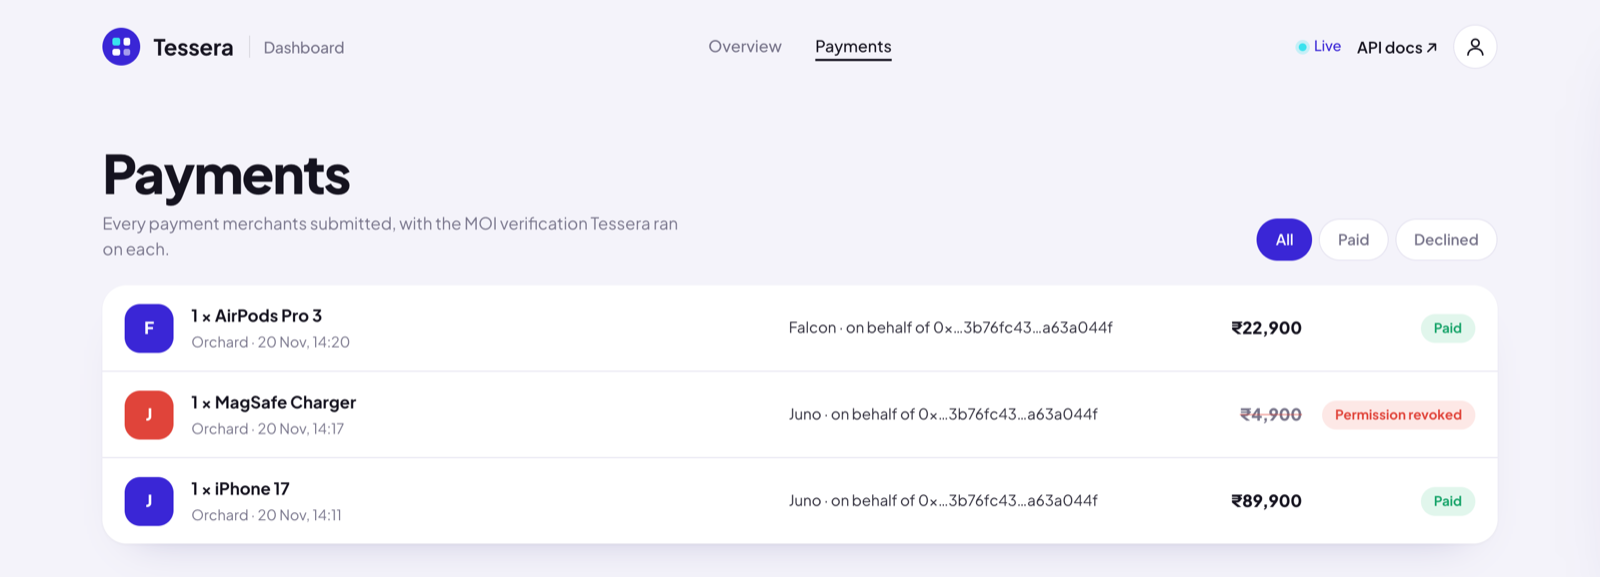 Tessera
Dashboard
Overview
Payments
Live
API docs ↗
Payments
Every payment merchants submitted, with the MOI verification Tessera ran
on each.
All
Paid
Declined
F
1 × AirPods Pro 3
Orchard · 20 Nov, 14:20
Falcon · on behalf of 0×…3b76fc43…a63a044f
₹22,900
Paid
J
1 × MagSafe Charger
Orchard · 20 Nov, 14:17
Juno · on behalf of 0×…3b76fc43…a63a044f
₹4,900
Permission revoked
J
1 × iPhone 17
Orchard · 20 Nov, 14:11
Juno · on behalf of 0×…3b76fc43…a63a044f
₹89,900
Paid